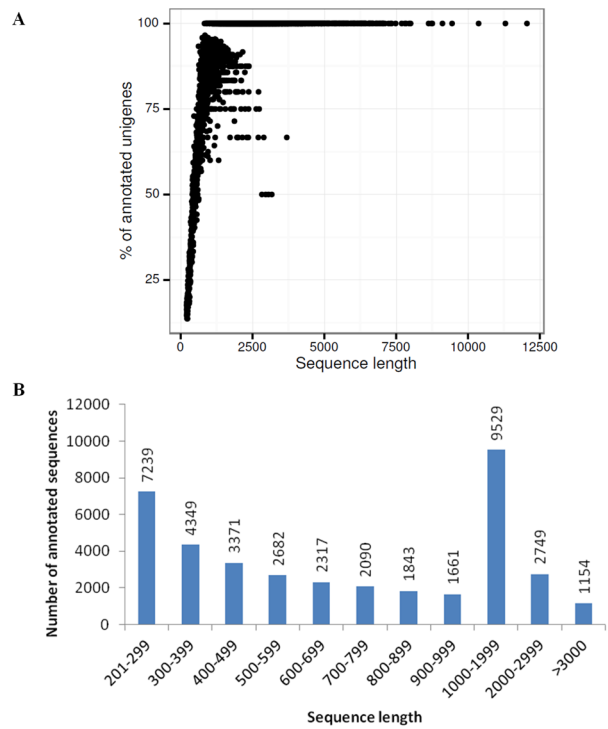 A
% of annotated unigenes
100
75
50
25
0 2500 5000 7500 10000 12500
Sequence length
B
Number of annotated sequences
12000
10000
8000
6000
4000
2000
0
7239 4349 3371 2682 2317 2090 1843 1661 9529 2749 1154
201-299 300-399 400-499 500-599 600-699 700-799 800-899 900-999 1000-1999 2000-2999 >3000
Sequence length